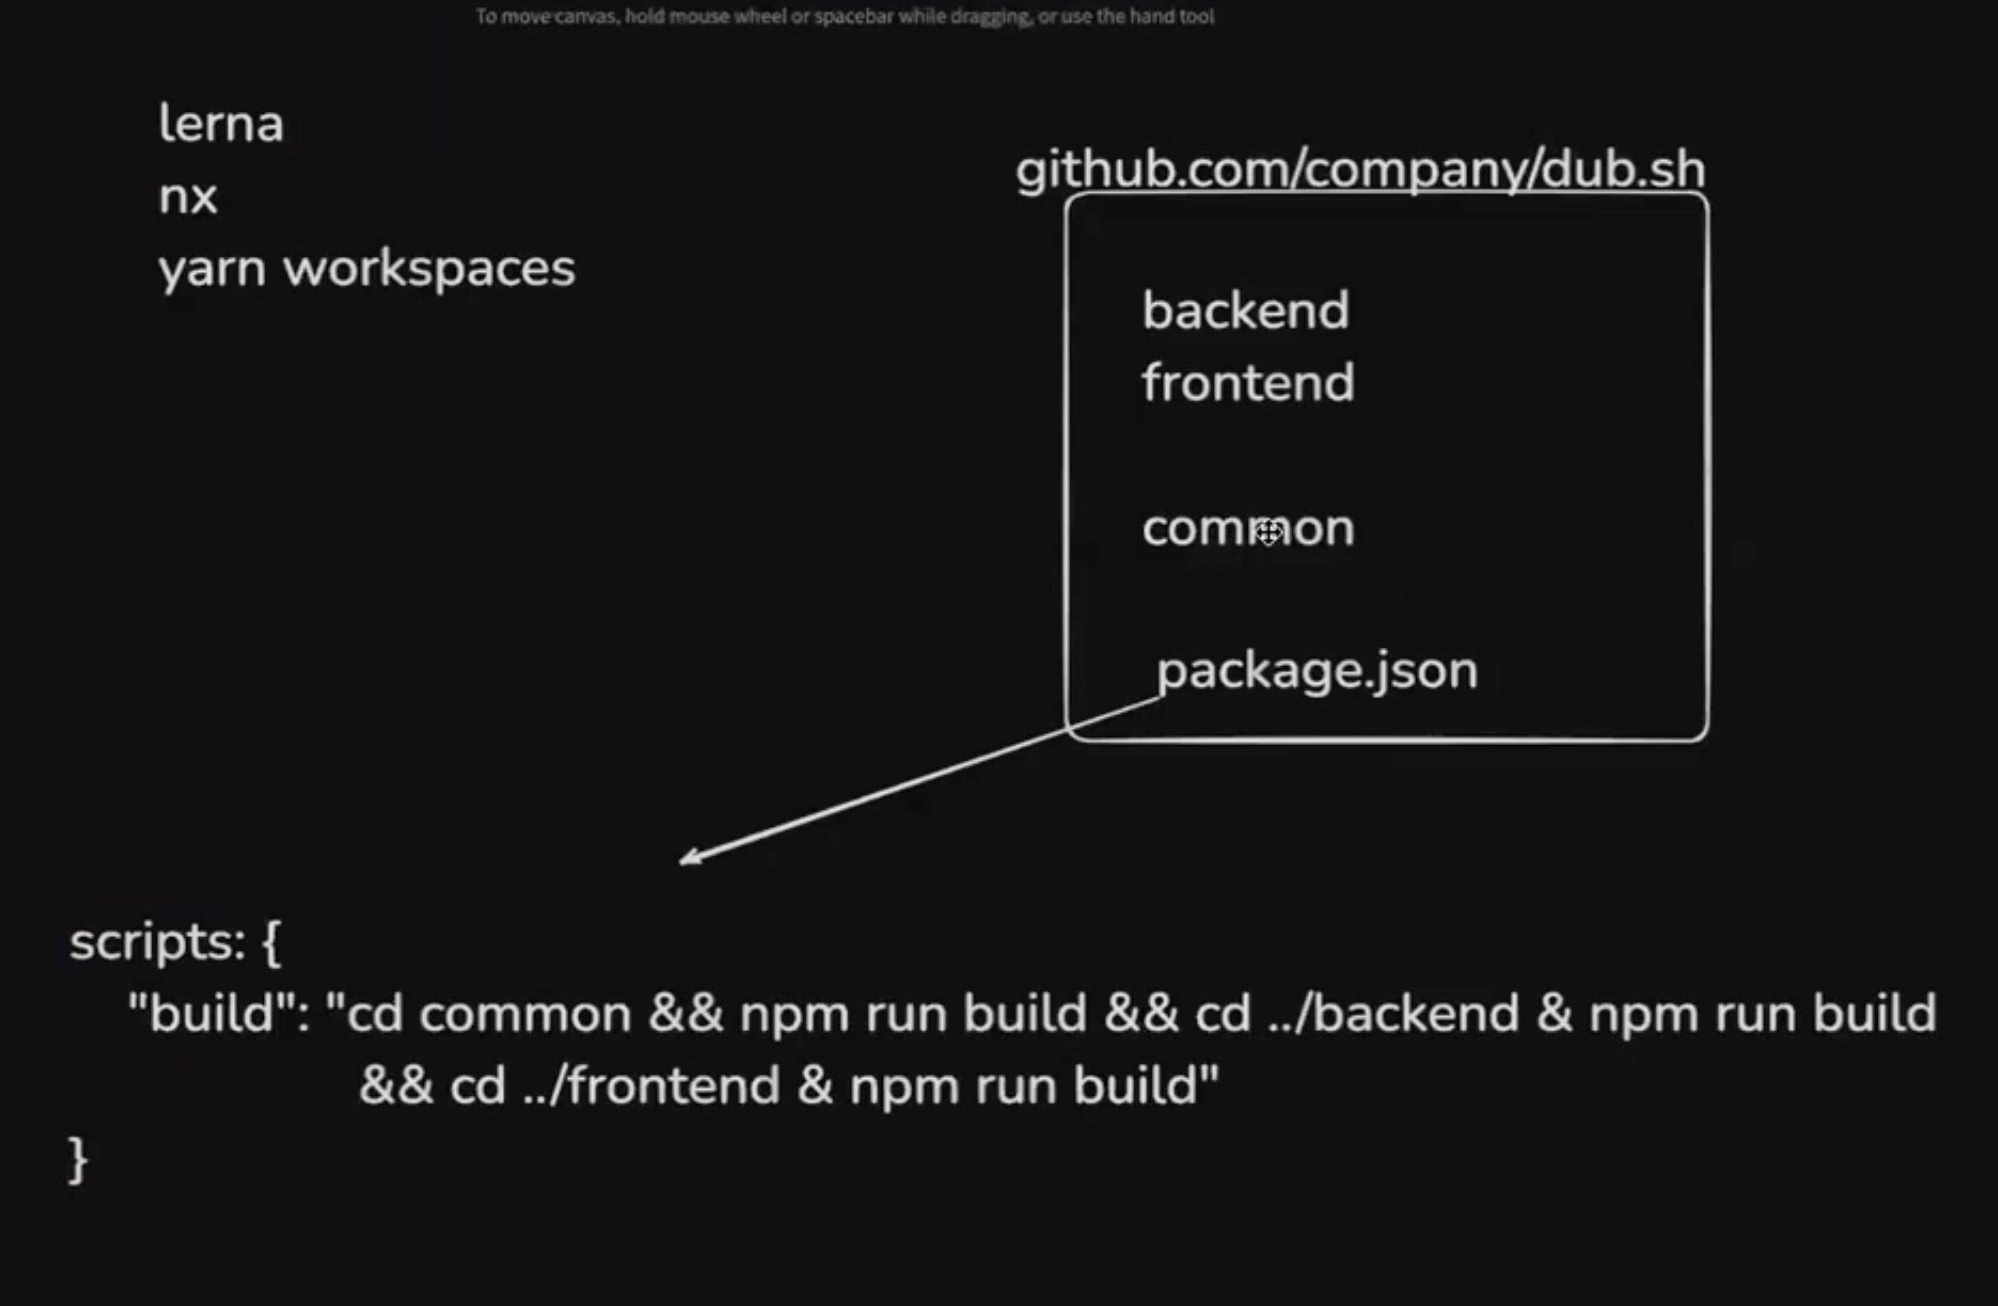 To move canvas, hold mouse wheel or spacebar while dragging, or use the hand tool
lerna
nx
yarn workspaces
github.com/company/dub.sh
backend
frontend
common
package.json
scripts: {
"build": "cd common && npm run build && cd ../backend & npm run build
&& cd ../frontend & npm run build"
}